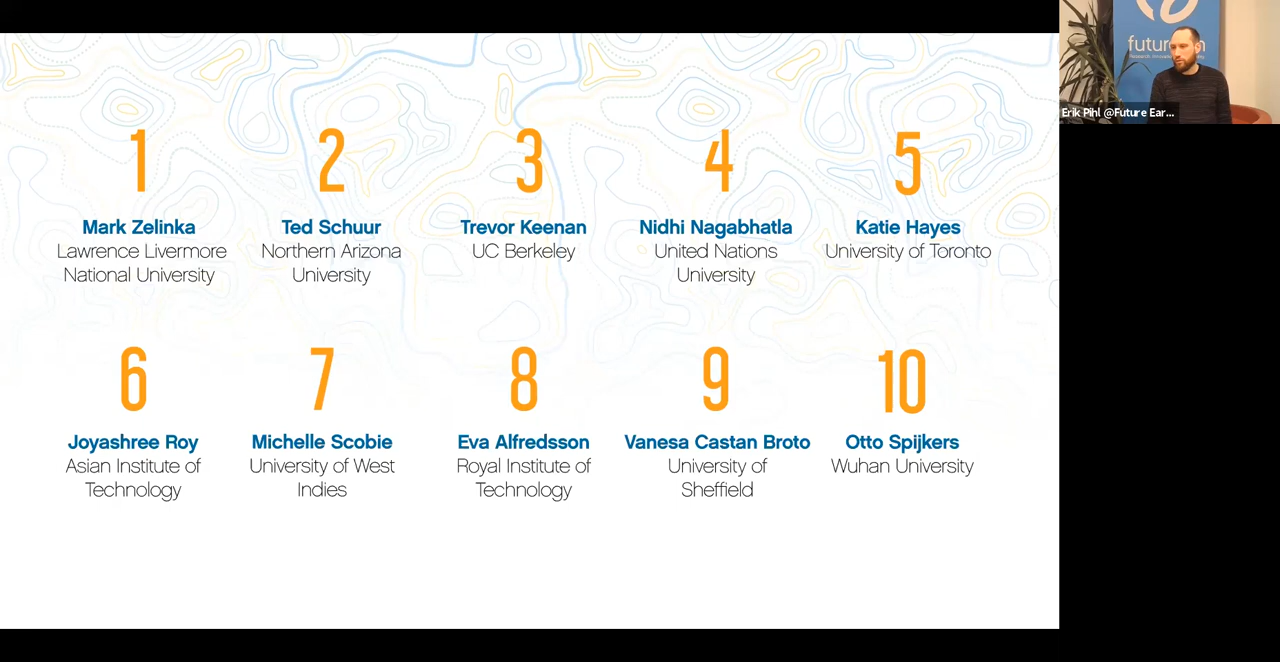 1
2
3
4
5
Mark Zelinka
Lawrence Livermore
National University
Ted Schuur
Northern Arizona
University
Trevor Keenan
UC Berkeley
Nidhi Nagabhatla
United Nations
University
Katie Hayes
University of Toronto
6
7
8
9
10
Joyashree Roy
Asian Institute of
Technology
Michelle Scobie
University of West
Indies
Eva Alfredsson
Royal Institute of
Technology
Vanesa Castan Broto
University of
Sheffield
Otto Spijkers
Wuhan University
Erik Pihl @Future Ear...